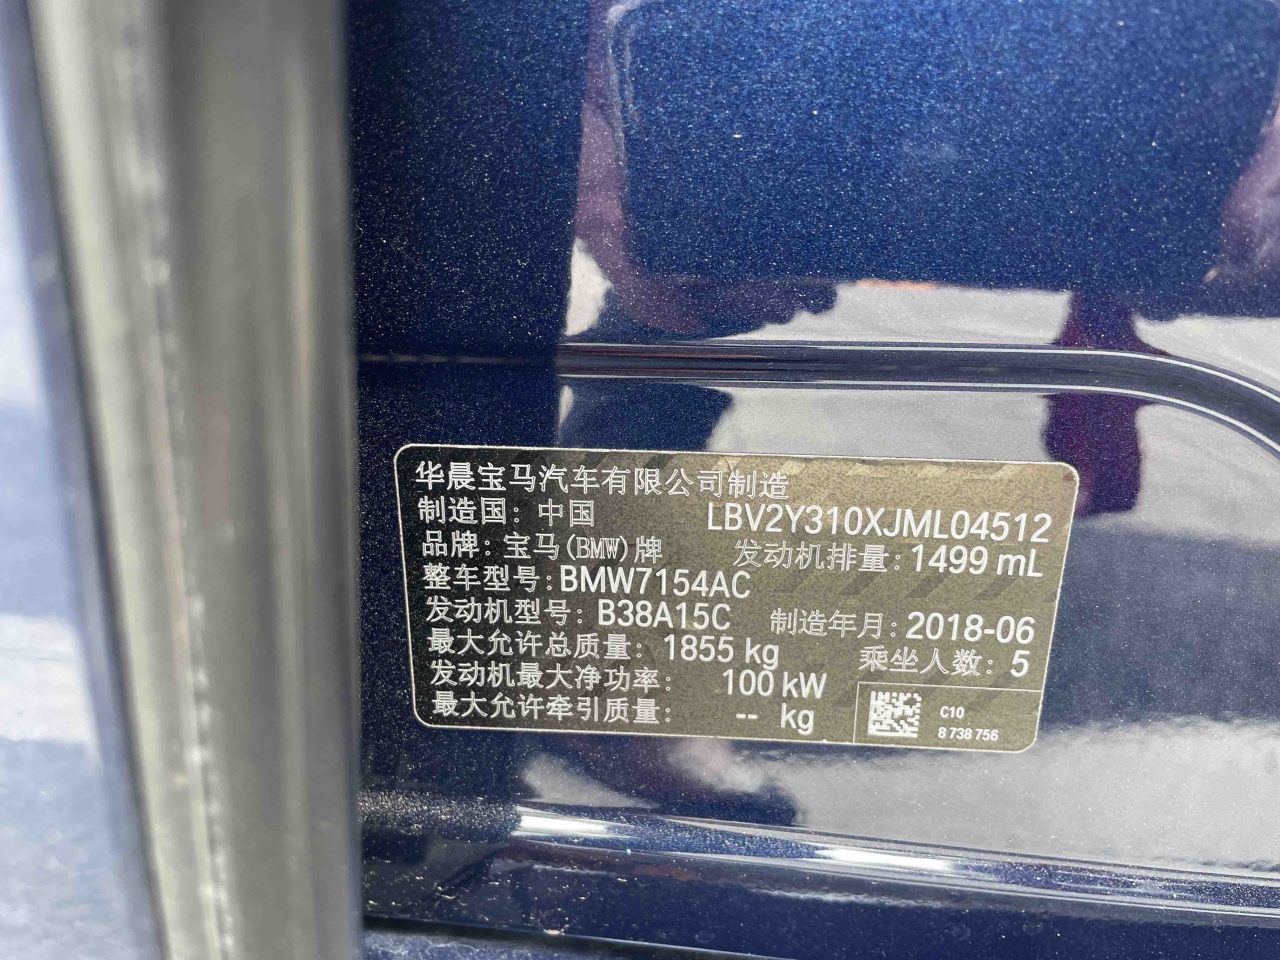 华晨宝马汽车有限公司制造
制造国：中国 LBV2Y310XJML04512
品牌：宝马(BMW)牌 发动机排量：1499 mL
整车型号：BMW7154AC
发动机型号：B38A15C 制造年月：2018-06
最大允许总质量：1855 kg 乘坐人数：5
发动机最大净功率：100 kW
最大允许牵引质量：-- kg
C10
8 738 756